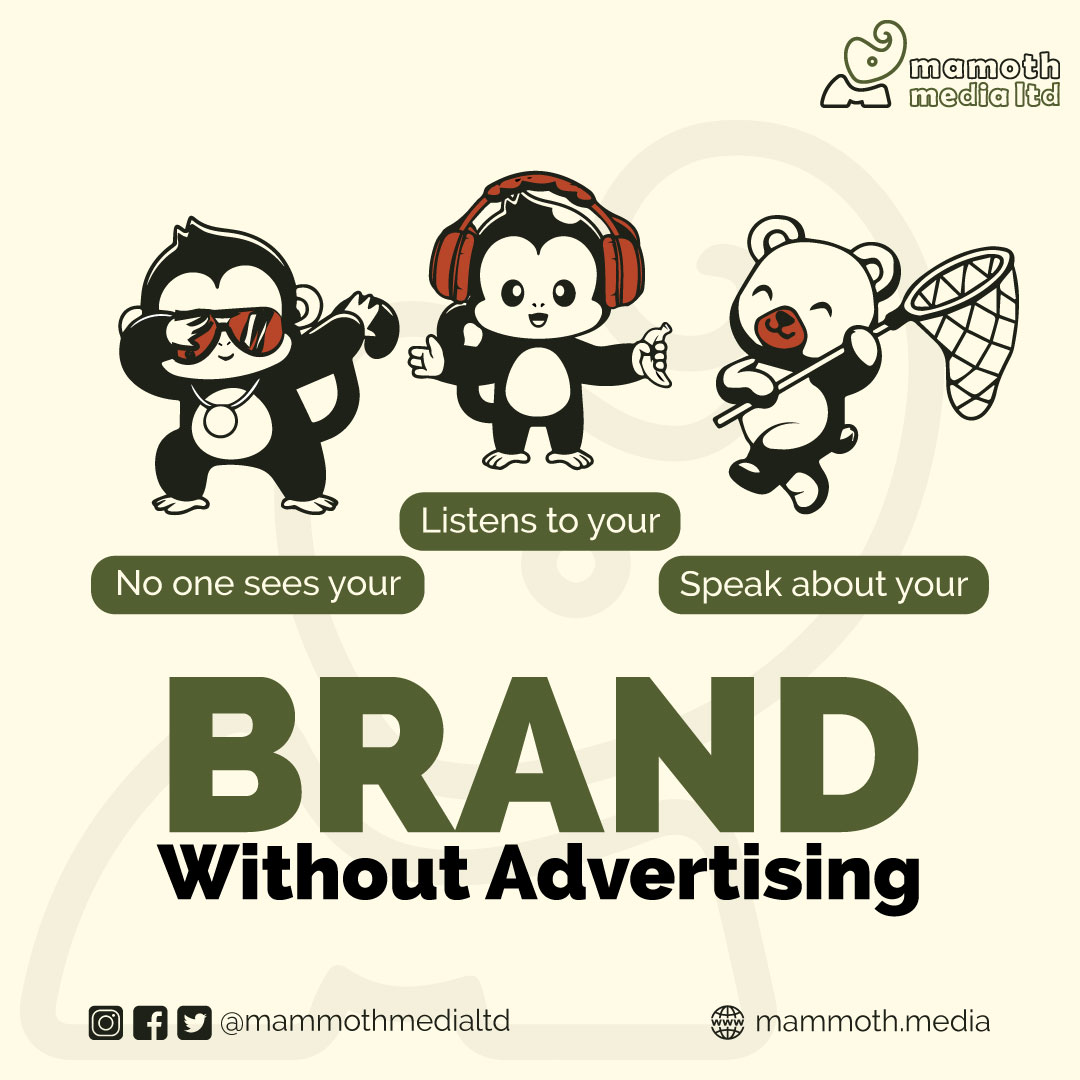 mamoth
media ltd
No one sees your
Listens to your
Speak about your
BRAND
Without Advertising
@mammothmedialtd
www mammoth.media